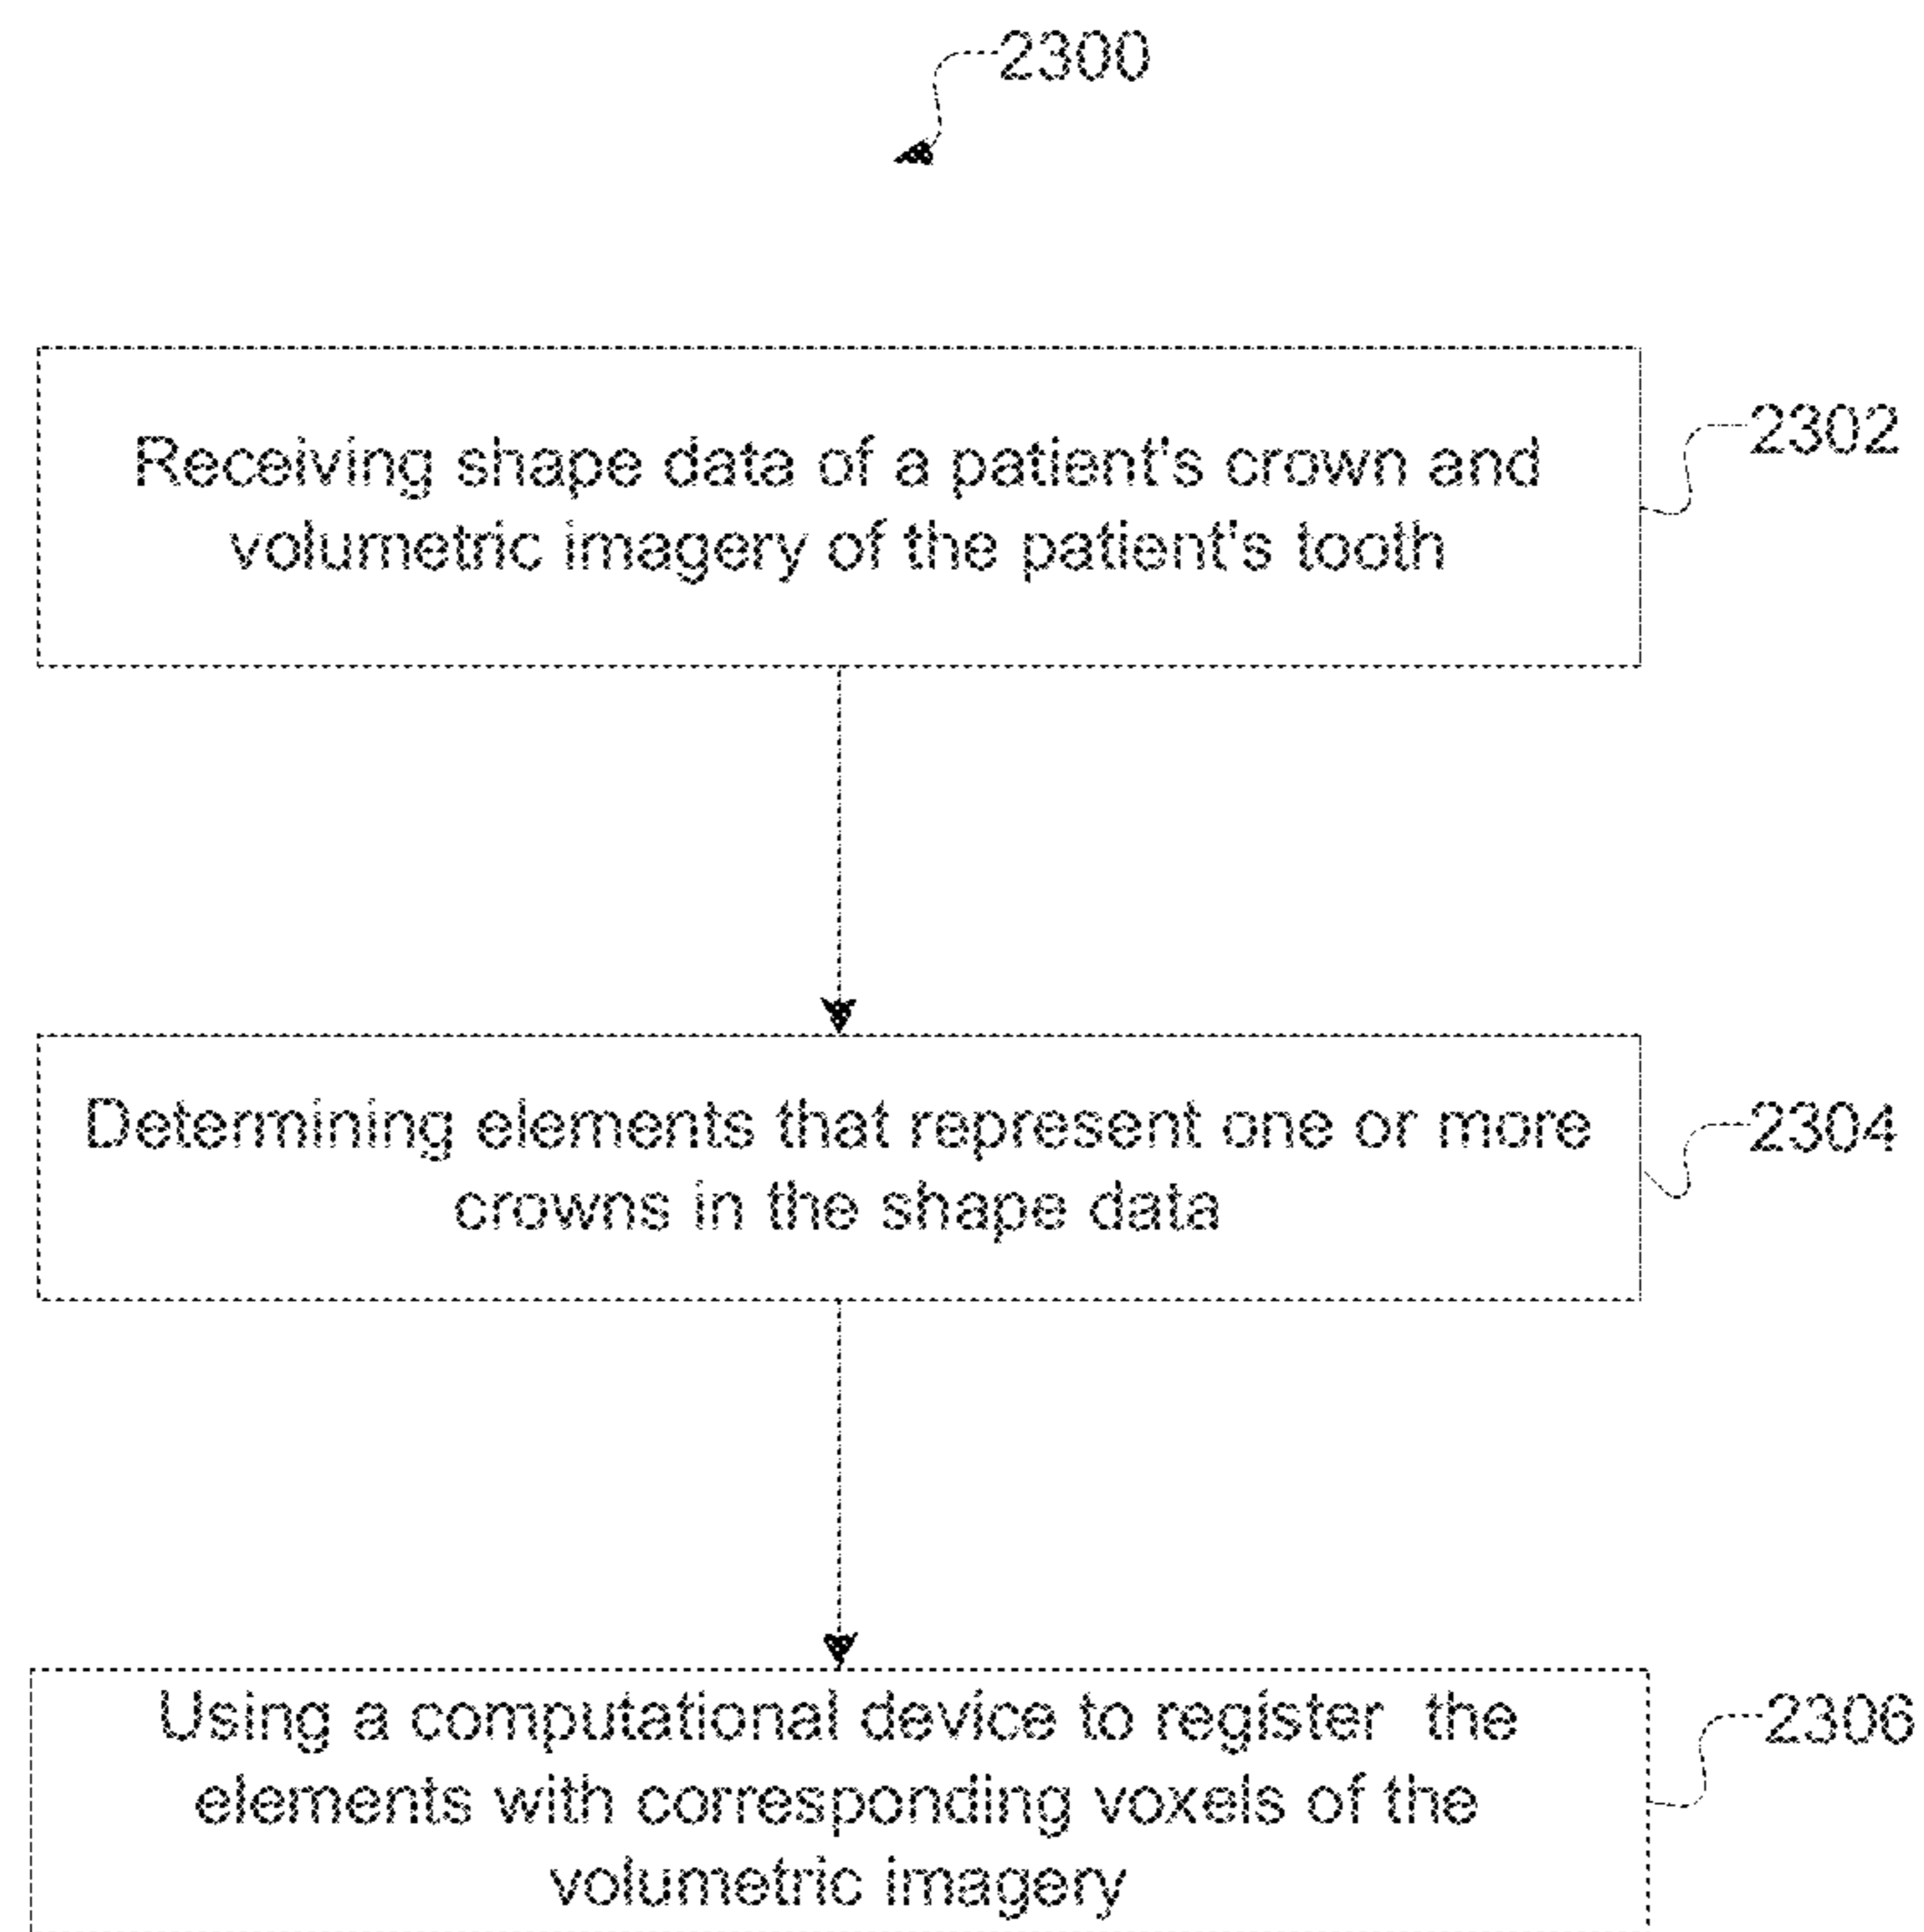 2300
Receiving shape data of a patient's crown and
volumetric imagery of the patient's tooth
2302
Determining elements that represent one or more
crowns in the shape data
2304
Using a computational device to register the
elements with corresponding voxels of the
volumetric imagery
2306